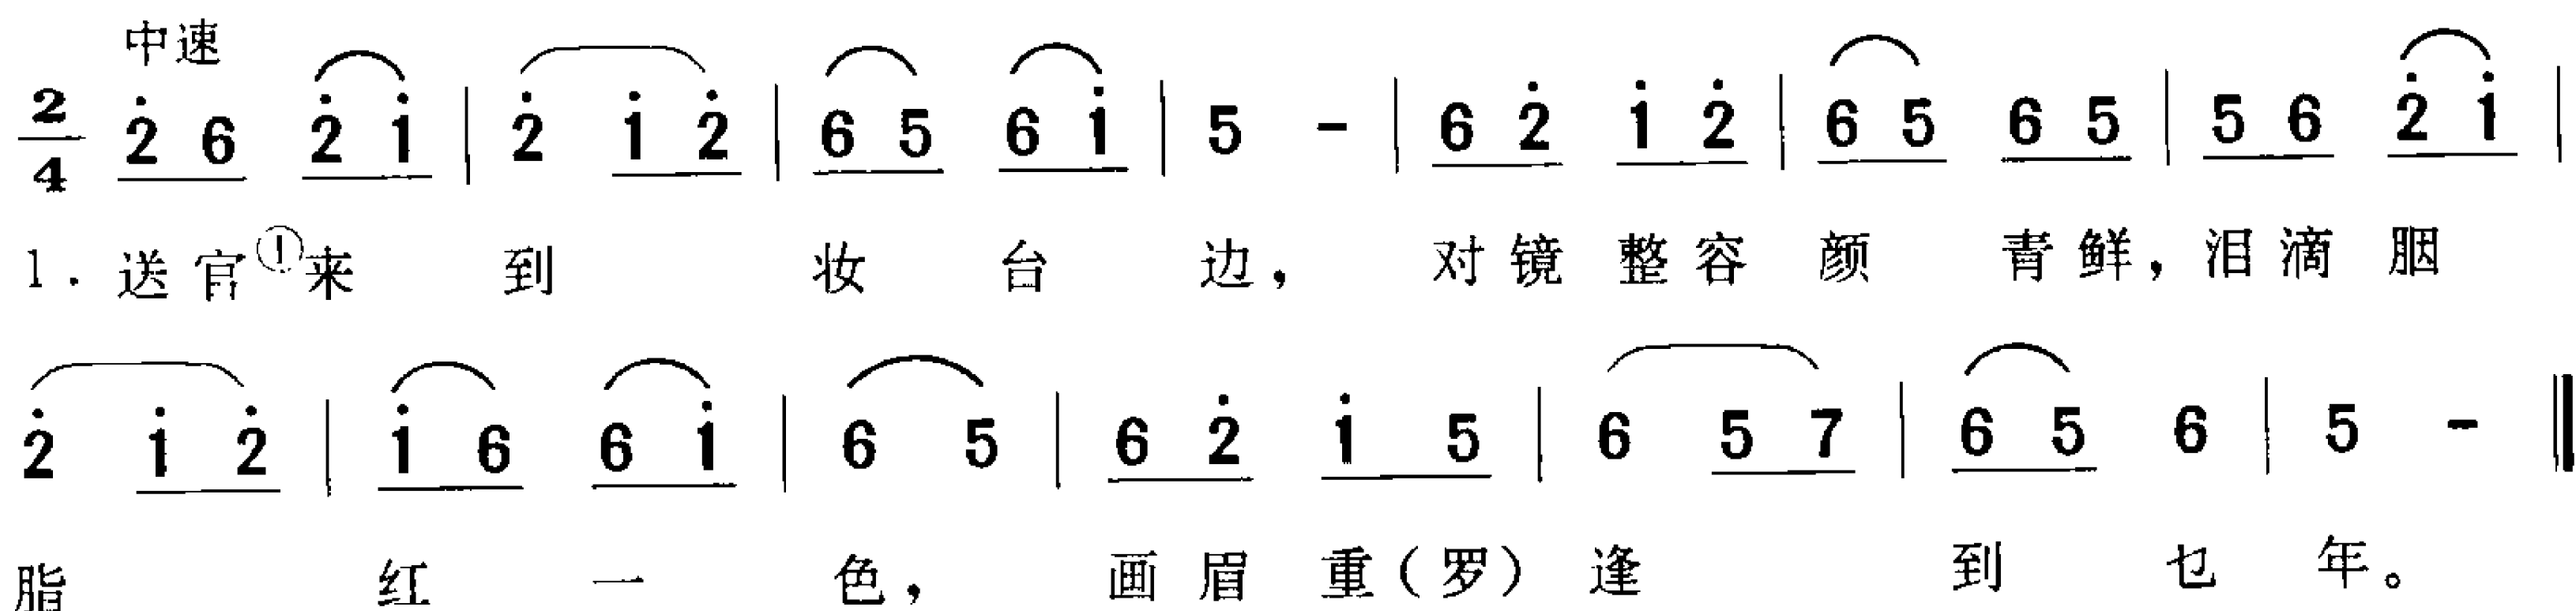 中速
2/4 2̇ 6 2̇ 1̇ | 2̇ 1̇ 2̇ | 6 5 6 1̇ | 5 - | 6 2̇ 1̇ 2̇ | 6 5 6 5 | 5 6 2̇ 1̇ |
1. 送官①来 到 妆 台 边， 对镜 整容 颜 青鲜，泪滴 胭
2̇ 1̇ 2̇ | 1̇ 6 6 1̇ | 6 5 | 6 2̇ 1̇ 5 | 6 5 7 | 6 5 6 | 5 - ‖
脂 红 一 色， 画眉 重（罗）逢 到 乜 年。